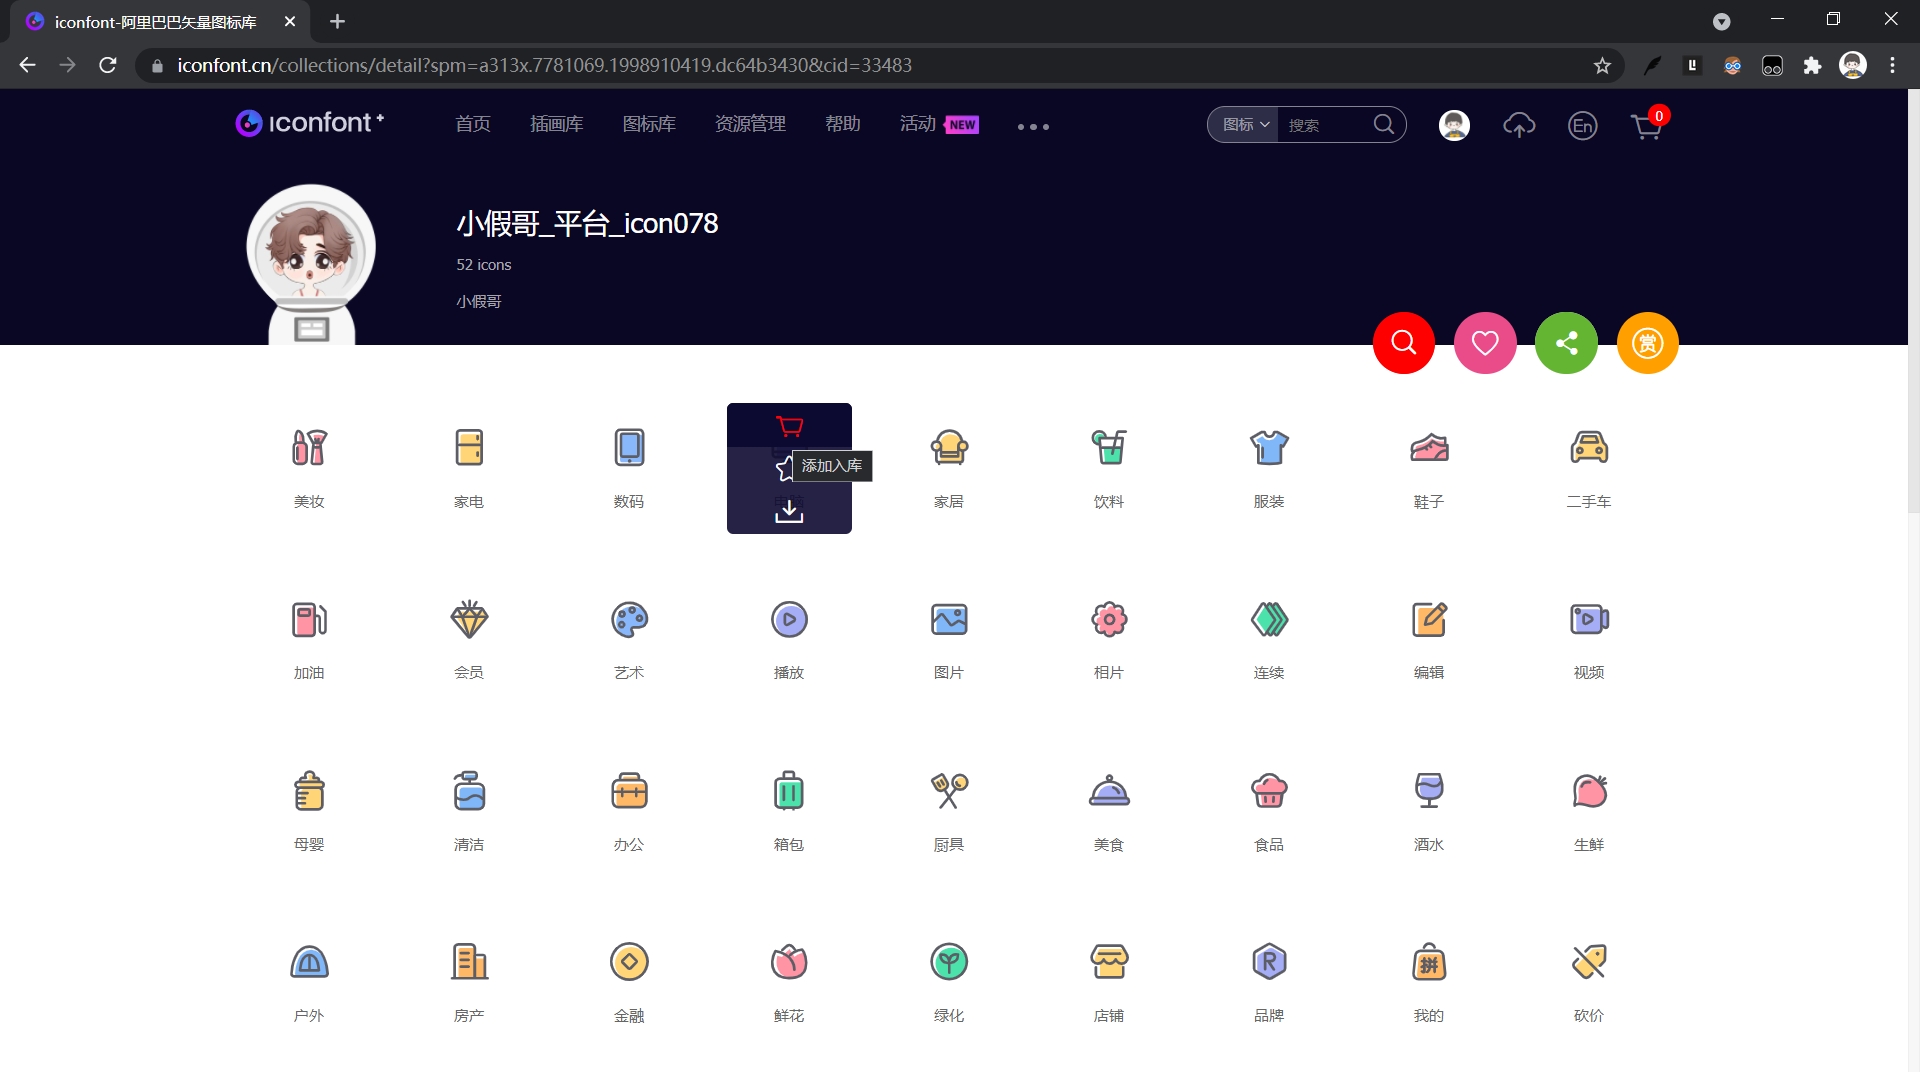 iconfont-阿里巴巴矢量图标库
iconfont.cn/collections/detail?spm=a313x.7781069.1998910419.dc64b3430&cid=33483
iconfont+ 首页 插画库 图标库 资源管理 帮助 活动 NEW 图标 搜索 En 0
小假哥_平台_icon078
52 icons
小假哥
赏
添加入库
美妆 家电 数码 家居 饮料 服装 鞋子 二手车
加油 会员 艺术 播放 图片 相片 连续 编辑 视频
母婴 清洁 办公 箱包 厨具 美食 食品 酒水 生鲜
R 拼
户外 房产 金融 鲜花 绿化 店铺 品牌 我的 砍价